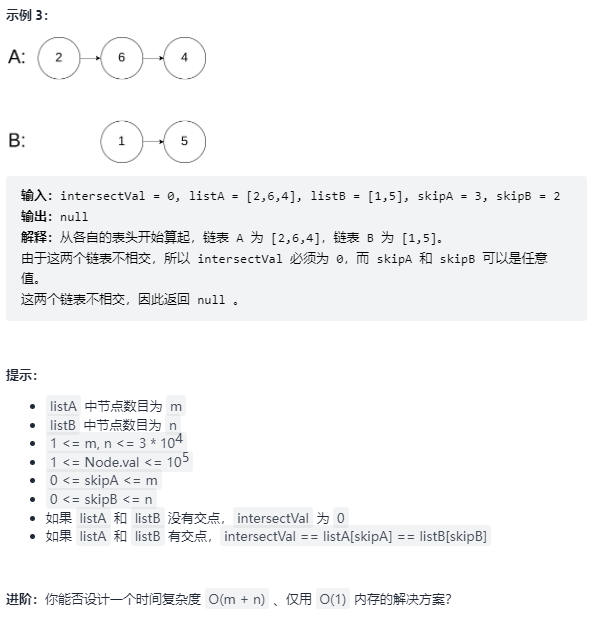 示例 3：
A: 2 6 4
B: 1 5
输入：intersectVal = 0, listA = [2,6,4], listB = [1,5], skipA = 3, skipB = 2
输出：null
解释：从各自的表头开始算起，链表 A 为 [2,6,4]，链表 B 为 [1,5]。
由于这两个链表不相交，所以 intersectVal 必须为 0，而 skipA 和 skipB 可以是任意
值。
这两个链表不相交，因此返回 null 。
提示：
• listA 中节点数目为 m
• listB 中节点数目为 n
• 1 <= m, n <= 3 * 10⁴
• 1 <= Node.val <= 10⁵
• 0 <= skipA <= m
• 0 <= skipB <= n
• 如果 listA 和 listB 没有交点，intersectVal 为 0
• 如果 listA 和 listB 有交点，intersectVal == listA[skipA] == listB[skipB]
进阶：你能否设计一个时间复杂度 O(m + n) 、仅用 O(1) 内存的解决方案？